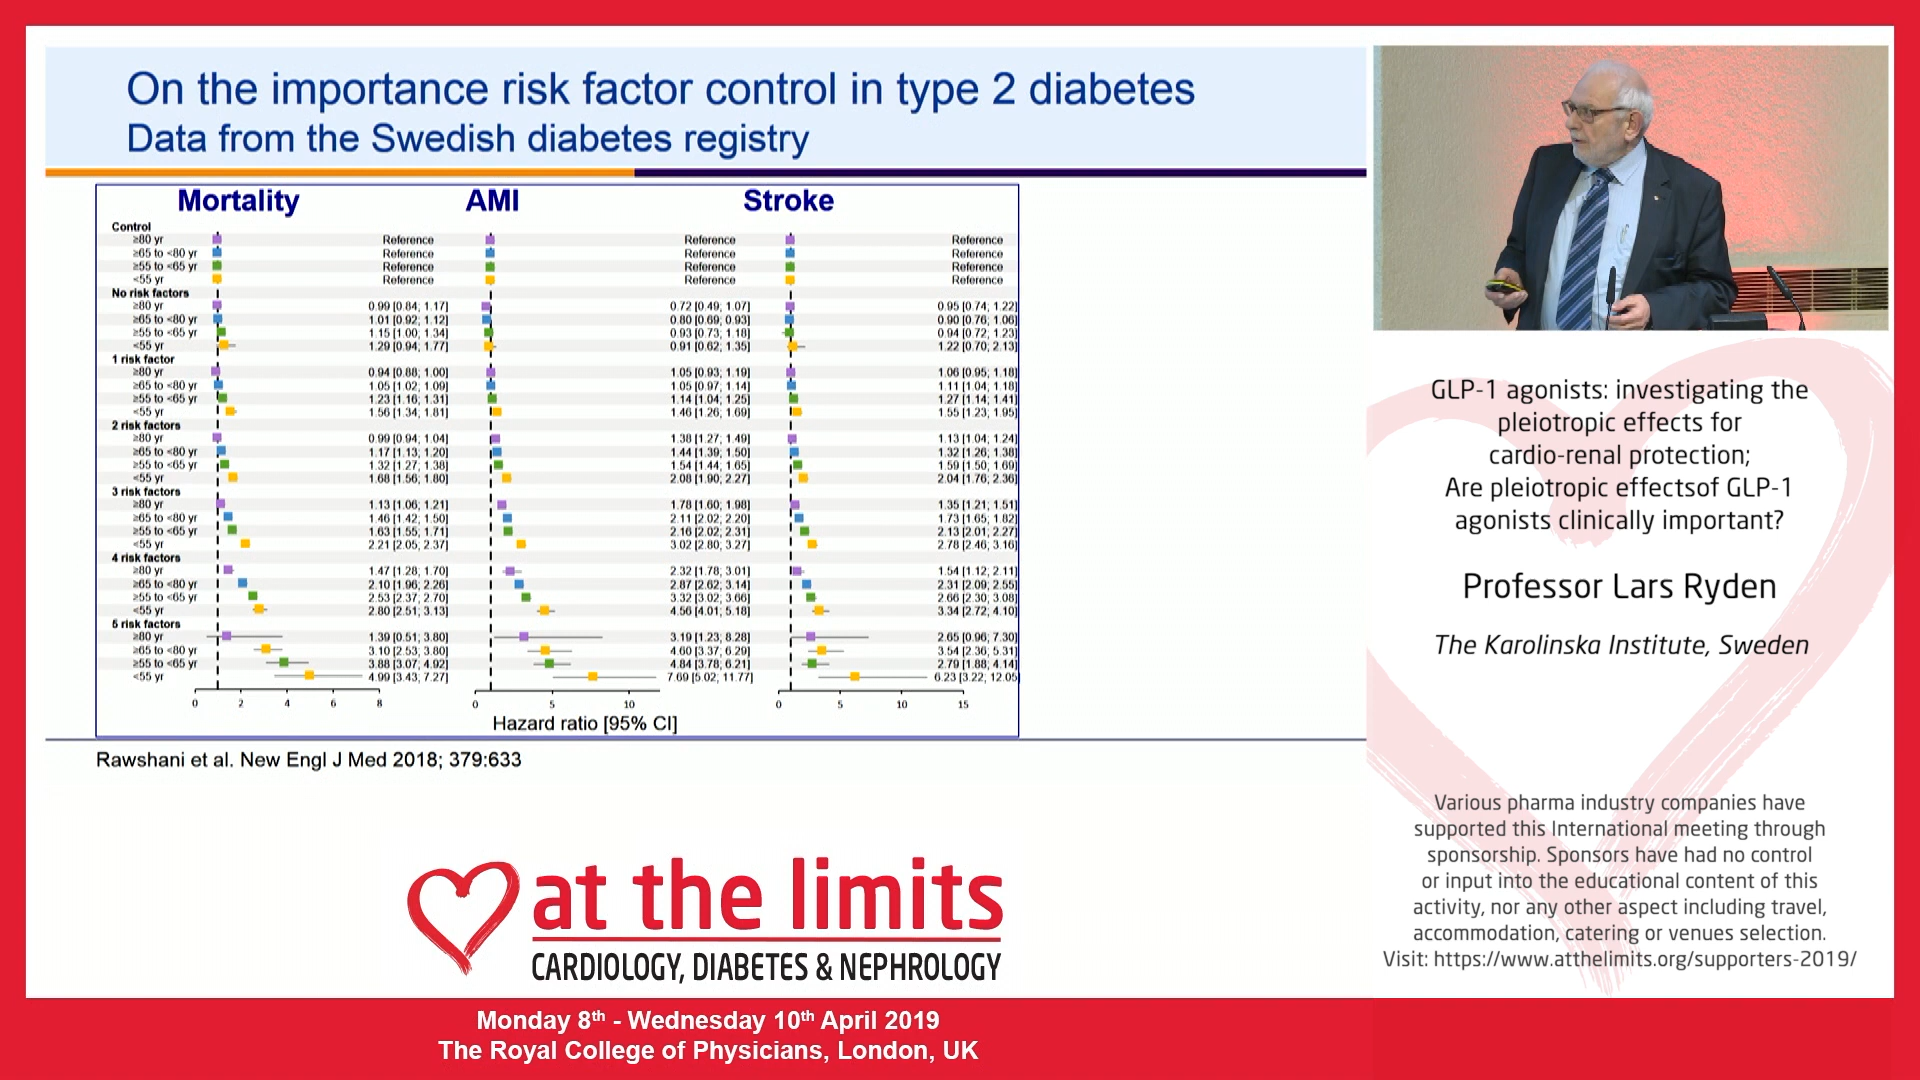 On the importance risk factor control in type 2 diabetes
Data from the Swedish diabetes registry
Mortality AMI Stroke
Control
≥80 yr Reference Reference Reference
≥65 to <80 yr Reference Reference Reference
≥55 to <65 yr Reference Reference Reference
<55 yr Reference Reference Reference
No risk factors
≥80 yr 0.99 [0.84; 1.17] 0.72 [0.49; 1.07] 0.95 [0.74; 1.22]
≥65 to <80 yr 1.01 [0.92; 1.12] 0.80 [0.69; 0.93] 0.90 [0.76; 1.06]
≥55 to <65 yr 1.15 [1.00; 1.34] 0.93 [0.73; 1.18] 0.94 [0.72; 1.23]
<55 yr 1.29 [0.94; 1.77] 0.91 [0.62; 1.35] 1.22 [0.70; 2.13]
1 risk factor
≥80 yr 0.94 [0.88; 1.00] 1.05 [0.93; 1.19] 1.06 [0.95; 1.18]
≥65 to <80 yr 1.05 [1.02; 1.09] 1.05 [0.97; 1.14] 1.11 [1.04; 1.18]
≥55 to <65 yr 1.23 [1.16; 1.31] 1.14 [1.04; 1.25] 1.27 [1.14; 1.41]
<55 yr 1.56 [1.34; 1.81] 1.46 [1.26; 1.69] 1.55 [1.23; 1.95]
2 risk factors
≥80 yr 0.99 [0.94; 1.04] 1.38 [1.27; 1.49] 1.13 [1.04; 1.24]
≥65 to <80 yr 1.17 [1.13; 1.20] 1.44 [1.39; 1.50] 1.32 [1.26; 1.38]
≥55 to <65 yr 1.32 [1.27; 1.38] 1.54 [1.44; 1.65] 1.59 [1.50; 1.69]
<55 yr 1.68 [1.56; 1.80] 2.08 [1.90; 2.27] 2.04 [1.76; 2.36]
3 risk factors
≥80 yr 1.13 [1.06; 1.21] 1.78 [1.60; 1.98] 1.35 [1.21; 1.51]
≥65 to <80 yr 1.46 [1.42; 1.50] 2.11 [2.02; 2.20] 1.73 [1.65; 1.82]
≥55 to <65 yr 1.63 [1.55; 1.71] 2.16 [2.02; 2.31] 2.13 [2.01; 2.27]
<55 yr 2.21 [2.05; 2.37] 3.02 [2.80; 3.27] 2.78 [2.46; 3.16]
4 risk factors
≥80 yr 1.47 [1.28; 1.70] 2.32 [1.78; 3.01] 1.54 [1.12; 2.11]
≥65 to <80 yr 2.10 [1.96; 2.26] 2.87 [2.62; 3.14] 2.31 [2.09; 2.55]
≥55 to <65 yr 2.53 [2.37; 2.70] 3.32 [3.02; 3.66] 2.66 [2.30; 3.08]
<55 yr 2.80 [2.51; 3.13] 4.56 [4.01; 5.18] 3.34 [2.72; 4.10]
5 risk factors
≥80 yr 1.39 [0.51; 3.80] 3.19 [1.23; 8.28] 2.65 [0.96; 7.30]
≥65 to <80 yr 3.10 [2.53; 3.80] 4.60 [3.37; 6.29] 3.54 [2.36; 5.31]
≥55 to <65 yr 3.88 [3.07; 4.92] 4.84 [3.78; 6.21] 2.79 [1.88; 4.14]
<55 yr 4.99 [3.43; 7.27] 7.69 [5.02; 11.77] 6.23 [3.22; 12.05
0 2 4 6 8 0 5 10 0 5 10 15
Hazard ratio [95% CI]
Rawshani et al. New Engl J Med 2018; 379:633
at the limits
CARDIOLOGY, DIABETES & NEPHROLOGY
Monday 8th - Wednesday 10th April 2019
The Royal College of Physicians, London, UK
GLP-1 agonists: investigating the
pleiotropic effects for
cardio-renal protection;
Are pleiotropic effectsof GLP-1
agonists clinically important?
Professor Lars Ryden
The Karolinska Institute, Sweden
Various pharma industry companies have
supported this International meeting through
sponsorship. Sponsors have had no control
or input into the educational content of this
activity, nor any other aspect including travel,
accommodation, catering or venues selection.
Visit: https://www.atthelimits.org/supporters-2019/